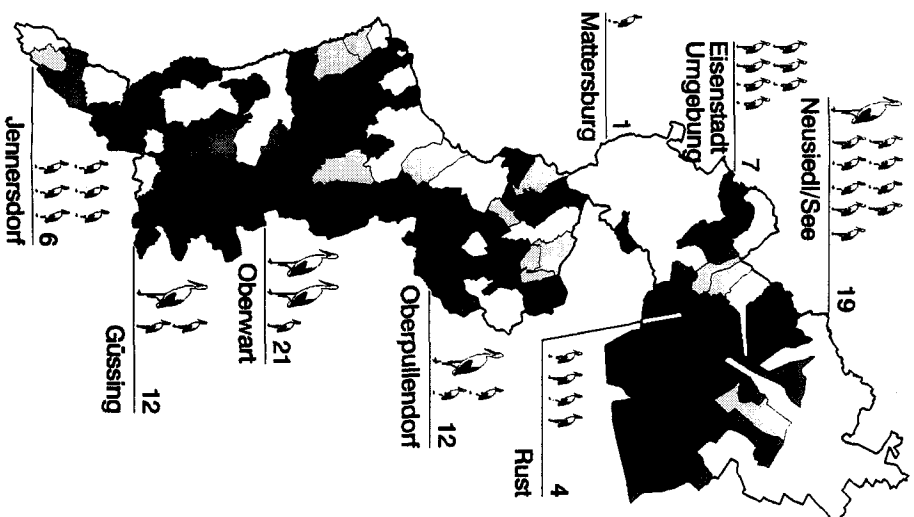 Neusiedl/See
19
Eisenstadt
Umgebung
7
Mattersburg
1
Rust
4
Oberpullendorf
12
Oberwart
21
Güssing
12
Jennersdorf
6